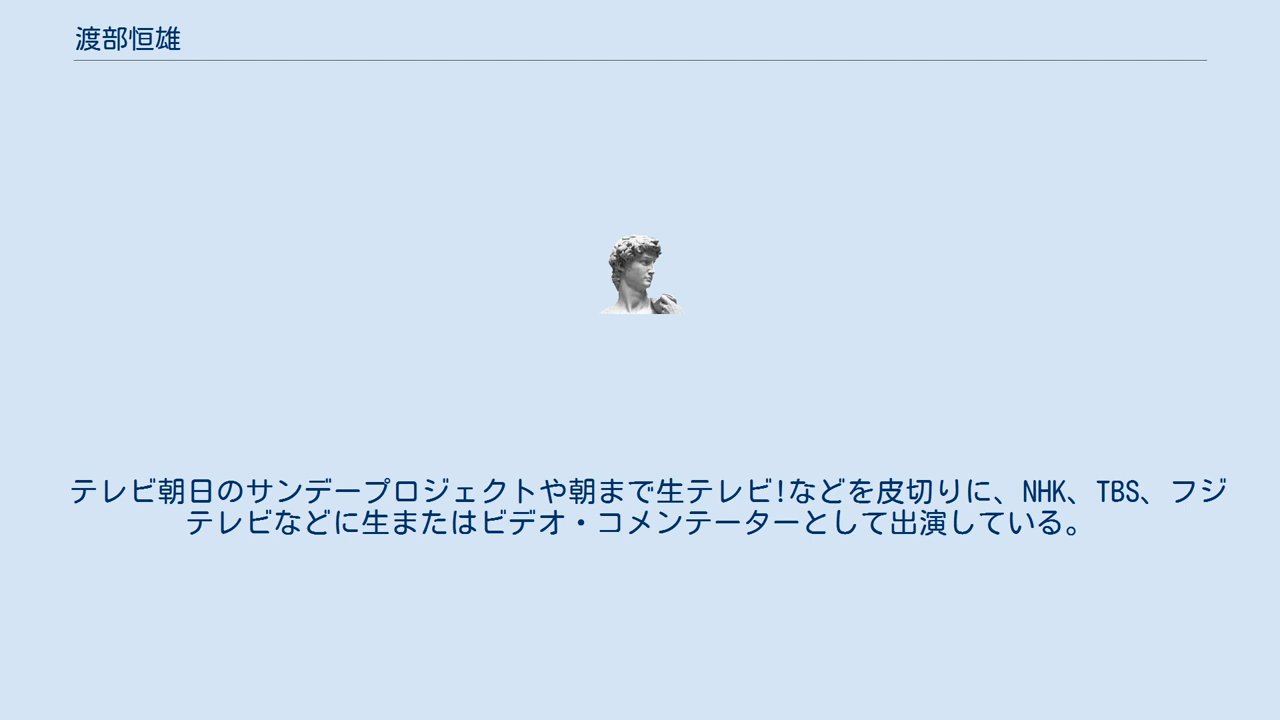 渡部恒雄
テレビ朝日のサンデープロジェクトや朝まで生テレビ!などを皮切りに、NHK、TBS、フジ
テレビなどに生またはビデオ・コメンテーターとして出演している。